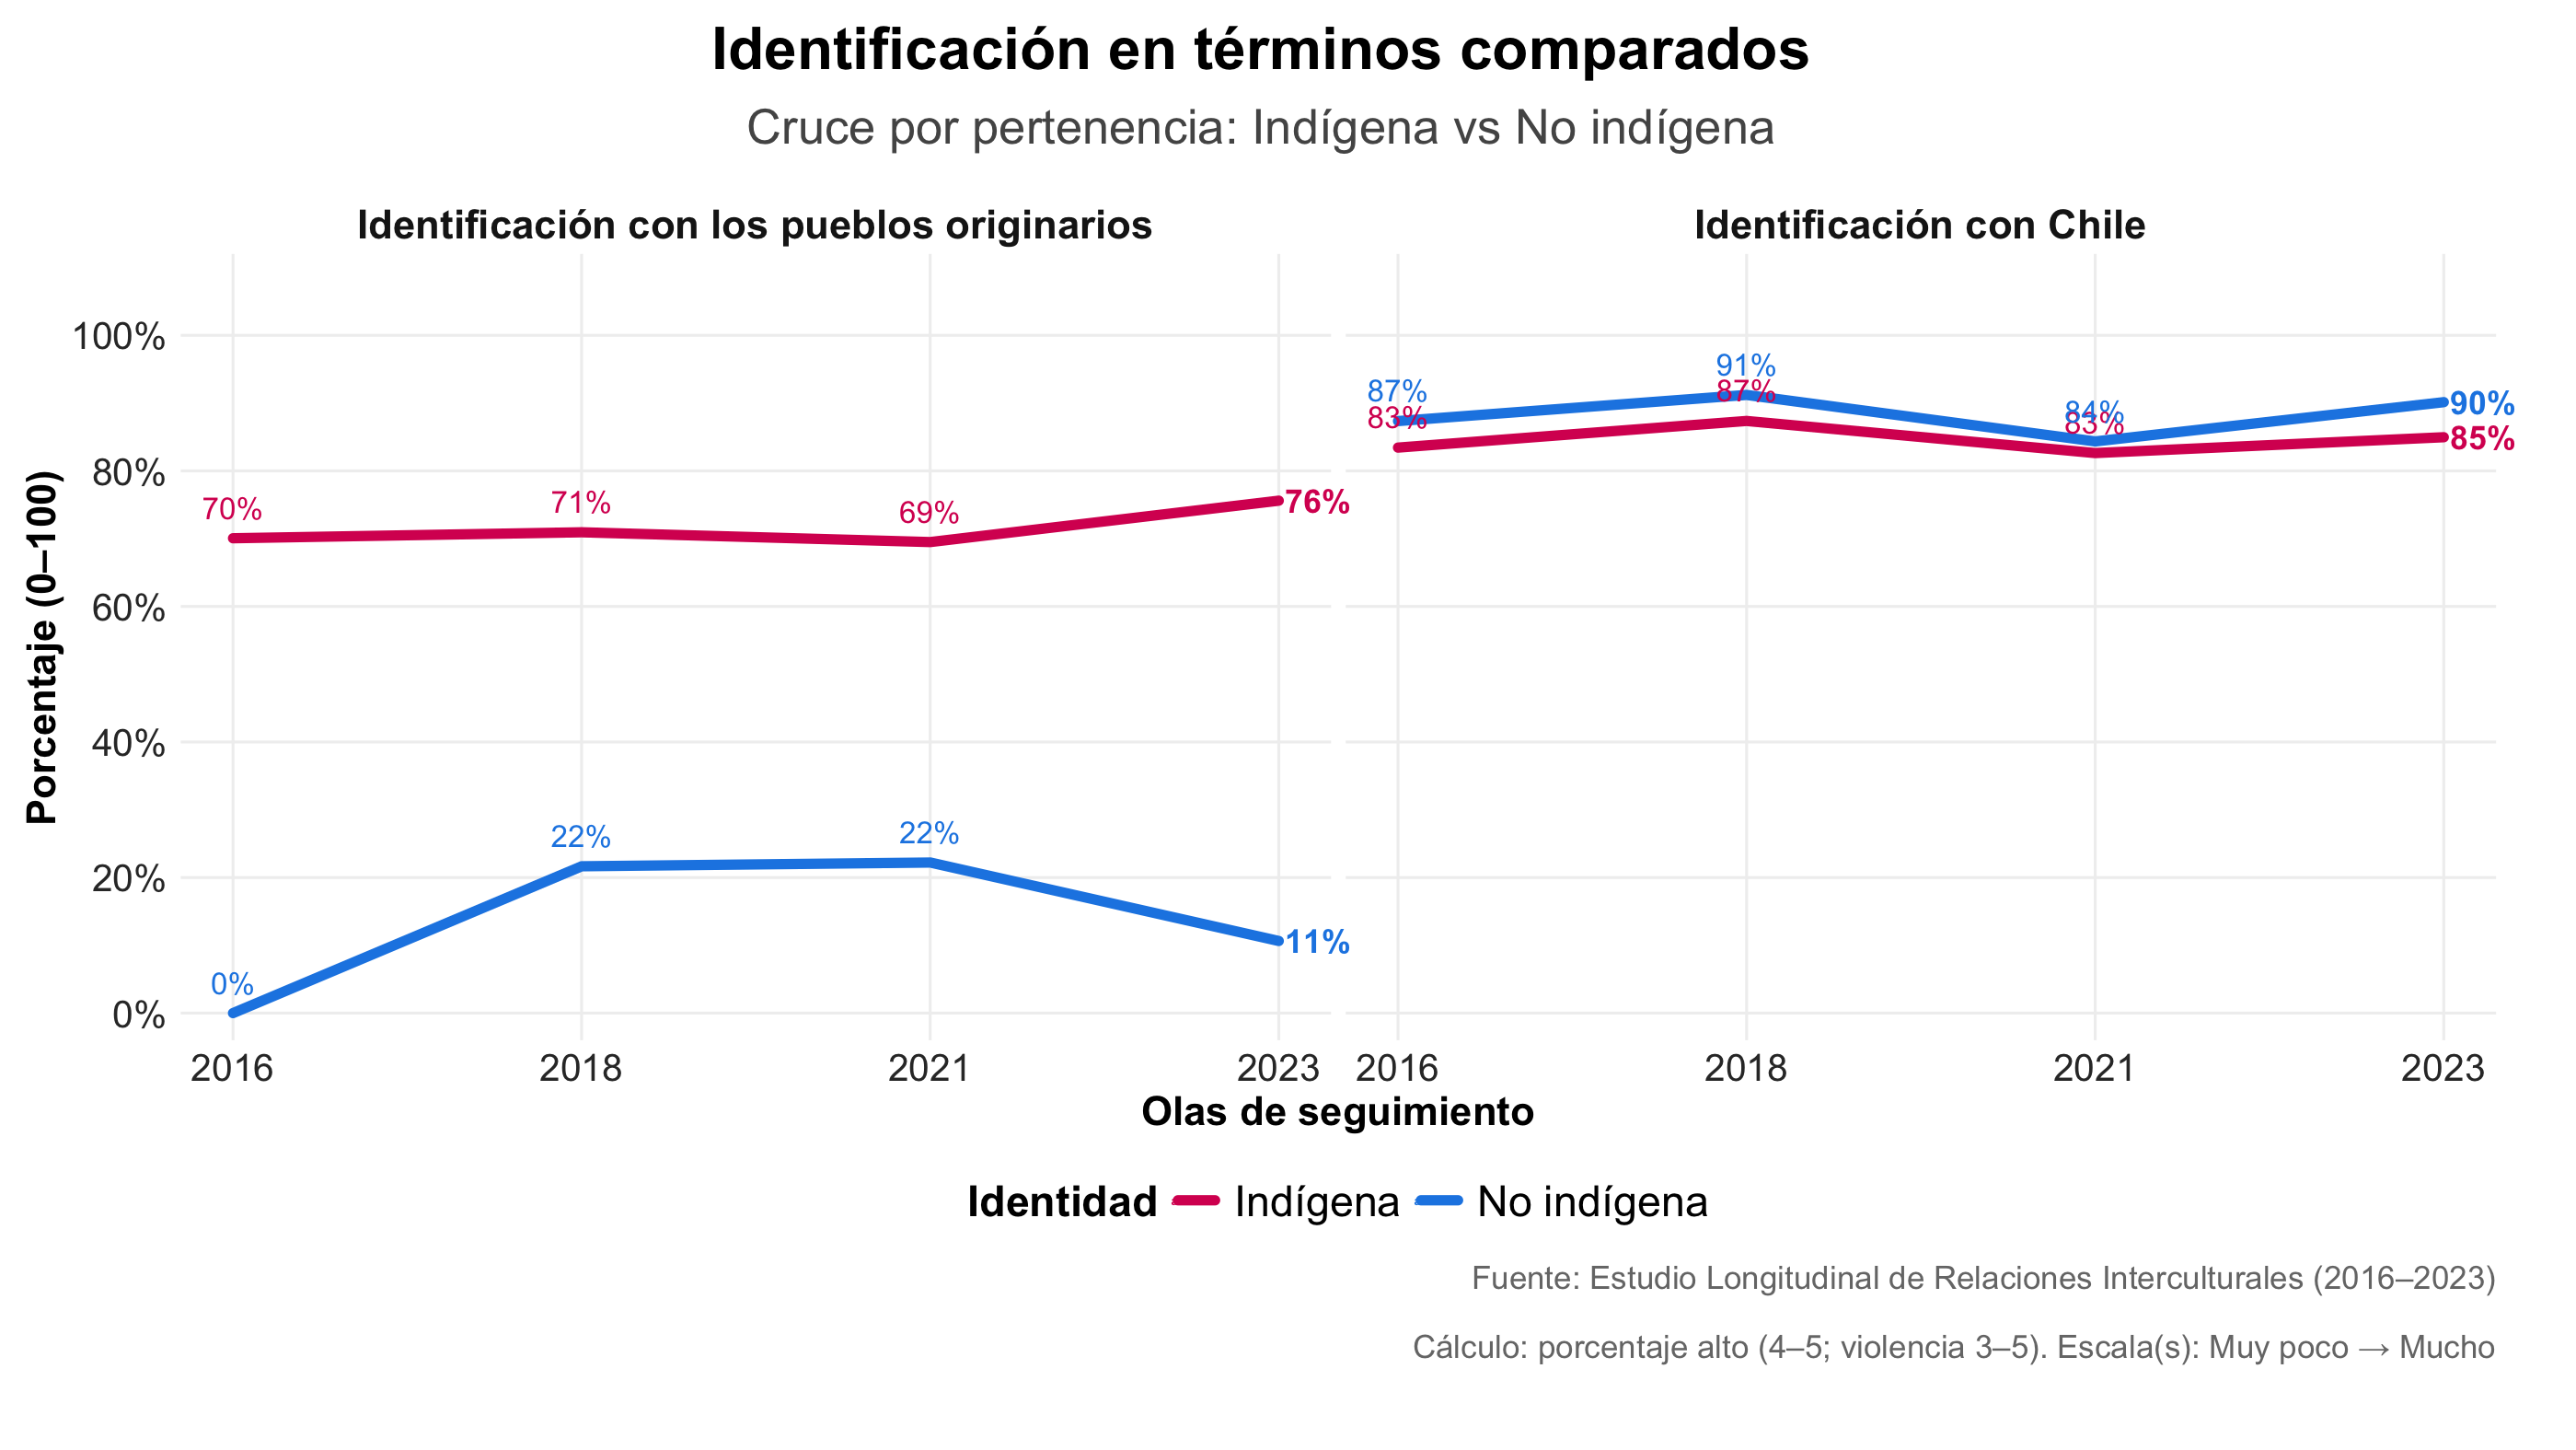 Identificación en términos comparados
Cruce por pertenencia: Indígena vs No indígena
Identificación con los pueblos originarios
Identificación con Chile
Porcentaje (0–100)
100%
80%
60%
40%
20%
0%
70%
71%
69%
76%
0%
22%
22%
11%
87%
91%
84%
90%
83%
87%
83%
85%
2016 2018 2021 2023 2016 2018 2021 2023
Olas de seguimiento
Identidad Indígena No indígena
Fuente: Estudio Longitudinal de Relaciones Interculturales (2016–2023)
Cálculo: porcentaje alto (4–5; violencia 3–5). Escala(s): Muy poco → Mucho